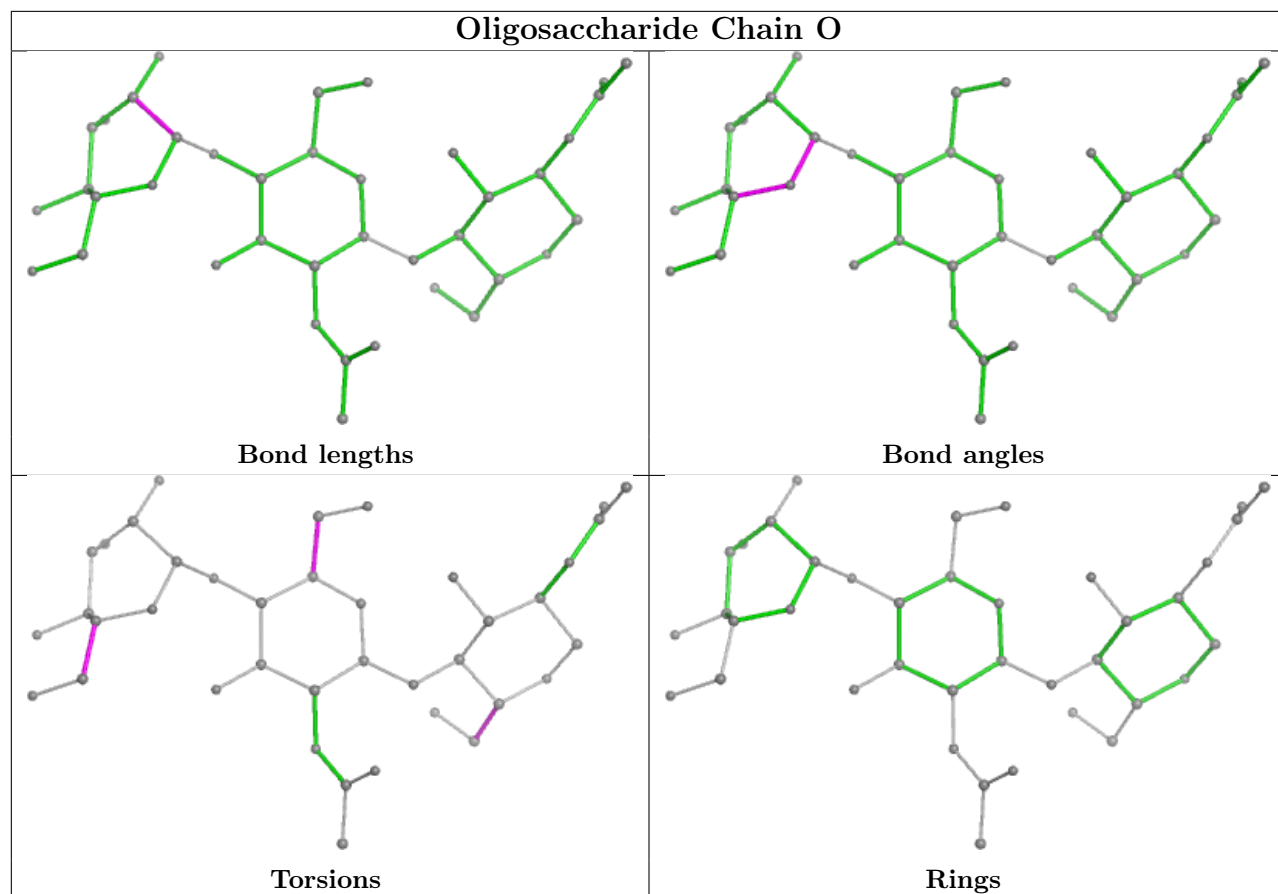 Oligosaccharide Chain O
Bond lengths
Bond angles
Torsions
Rings